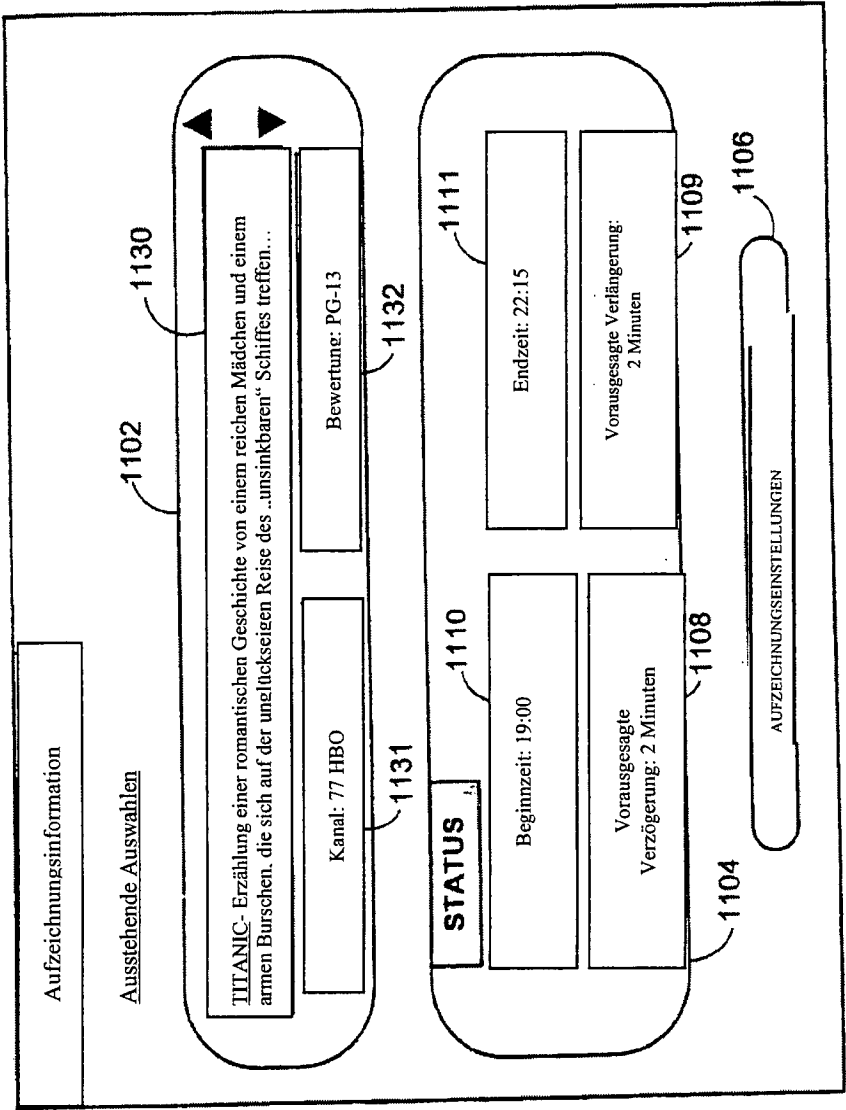 Aufzeichnungsinformation
Ausstehende Auswahlen
1102
1130
TITANIC- Erzählung einer romantischen Geschichte von einem reichen Mädchen und einem
armen Burschen, die sich auf der unglückseigen Reise des „unsinkbaren“ Schiffes treffen...
Kanal: 77 HBO
Bewertung: PG-13
1131
1132
STATUS
1110
1111
Beginnzeit: 19:00
Endzeit: 22:15
Vorausgesagte
Verzögerung: 2 Minuten
Vorausgesagte Verlängerung:
2 Minuten
1104
1108
1109
1106
AUFZEICHNUNGSEINSTELLUNGEN